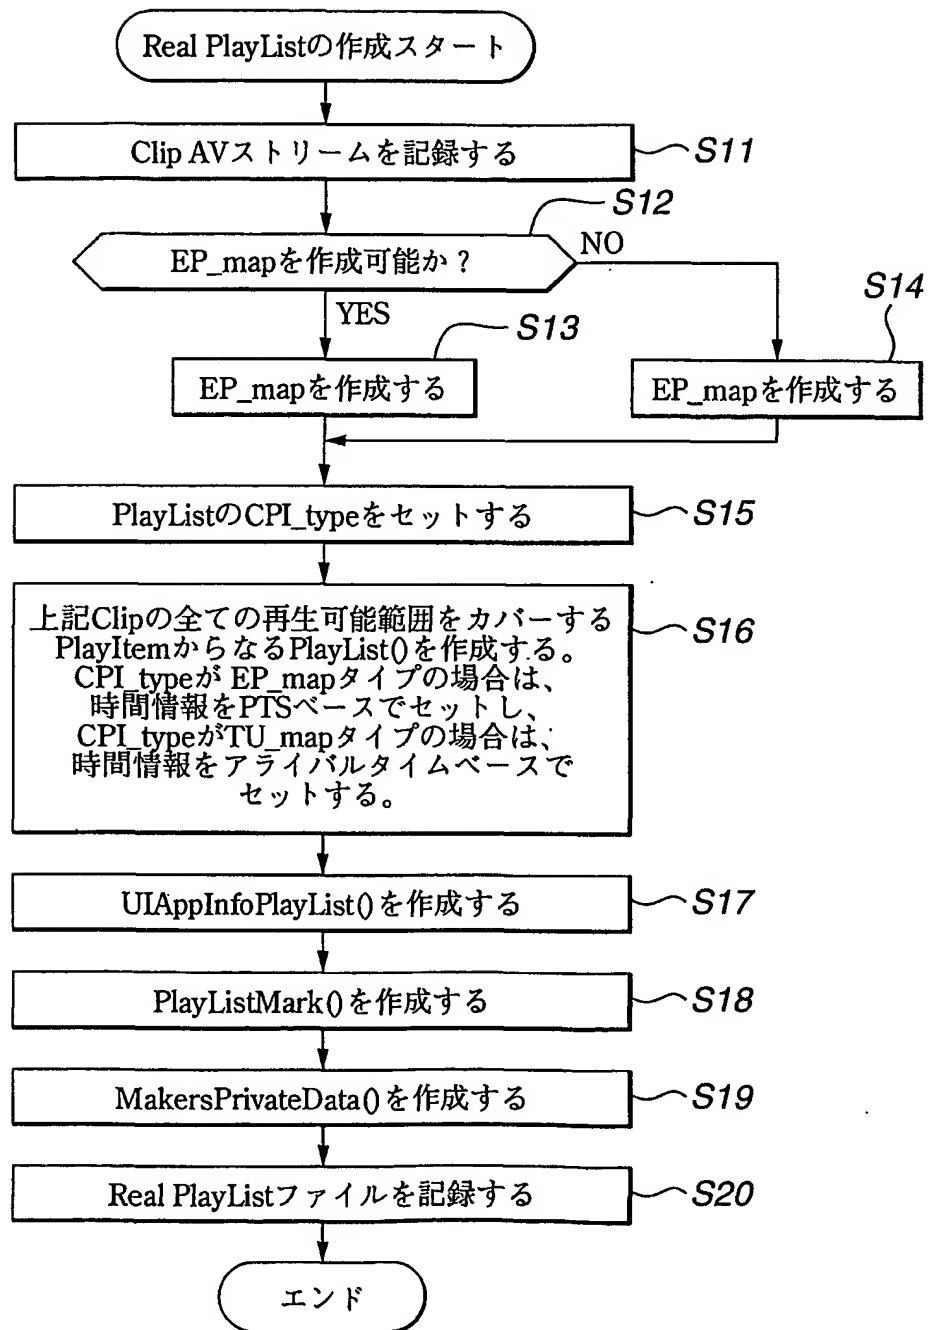 Real PlayListの作成スタート
Clip AVストリームを記録する
S11
S12
EP_mapを作成可能か？
NO
YES
S13
S14
EP_mapを作成する
EP_mapを作成する
PlayListのCPI_typeをセットする
S15
上記Clipの全ての再生可能範囲をカバーする
PlayItemからなるPlayList()を作成する。
CPI_typeが EP_mapタイプの場合は、
時間情報をPTSベースでセットし、
CPI_typeがTU_mapタイプの場合は、
時間情報をアライバルタイムベースで
セットする。
S16
UIAppInfoPlayList()を作成する
S17
PlayListMark()を作成する
S18
MakersPrivateData()を作成する
S19
Real PlayListファイルを記録する
S20
エンド